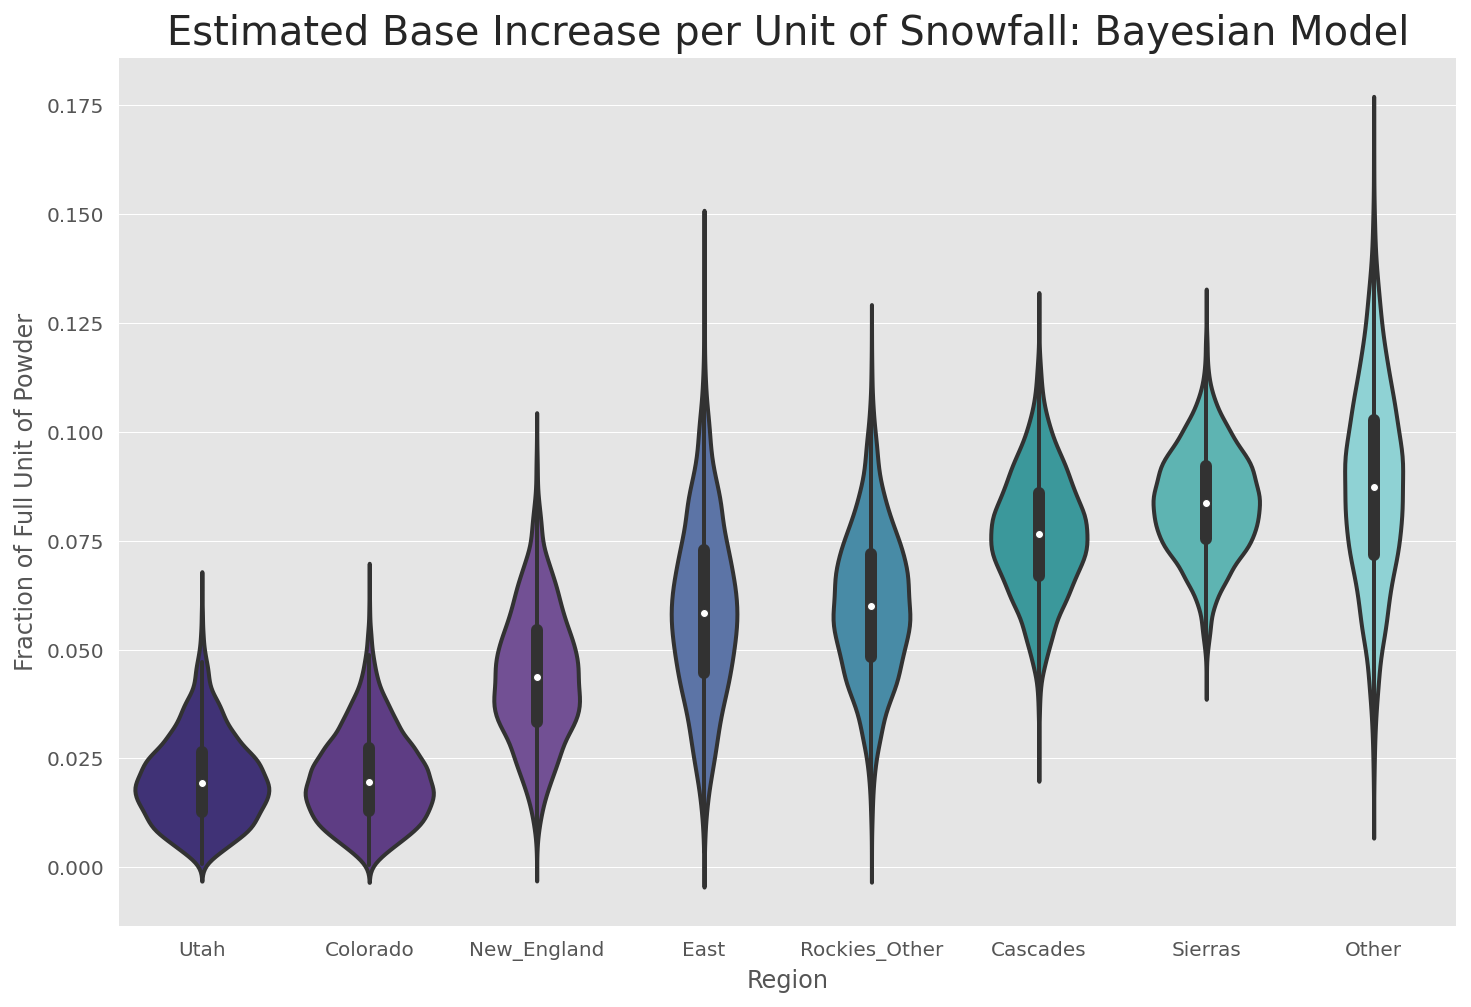 Estimated Base Increase per Unit of Snowfall: Bayesian Model
Fraction of Full Unit of Powder
0.175
0.150
0.125
0.100
0.075
0.050
0.025
0.000
Utah Colorado New_England East Rockies_Other Cascades Sierras Other
Region